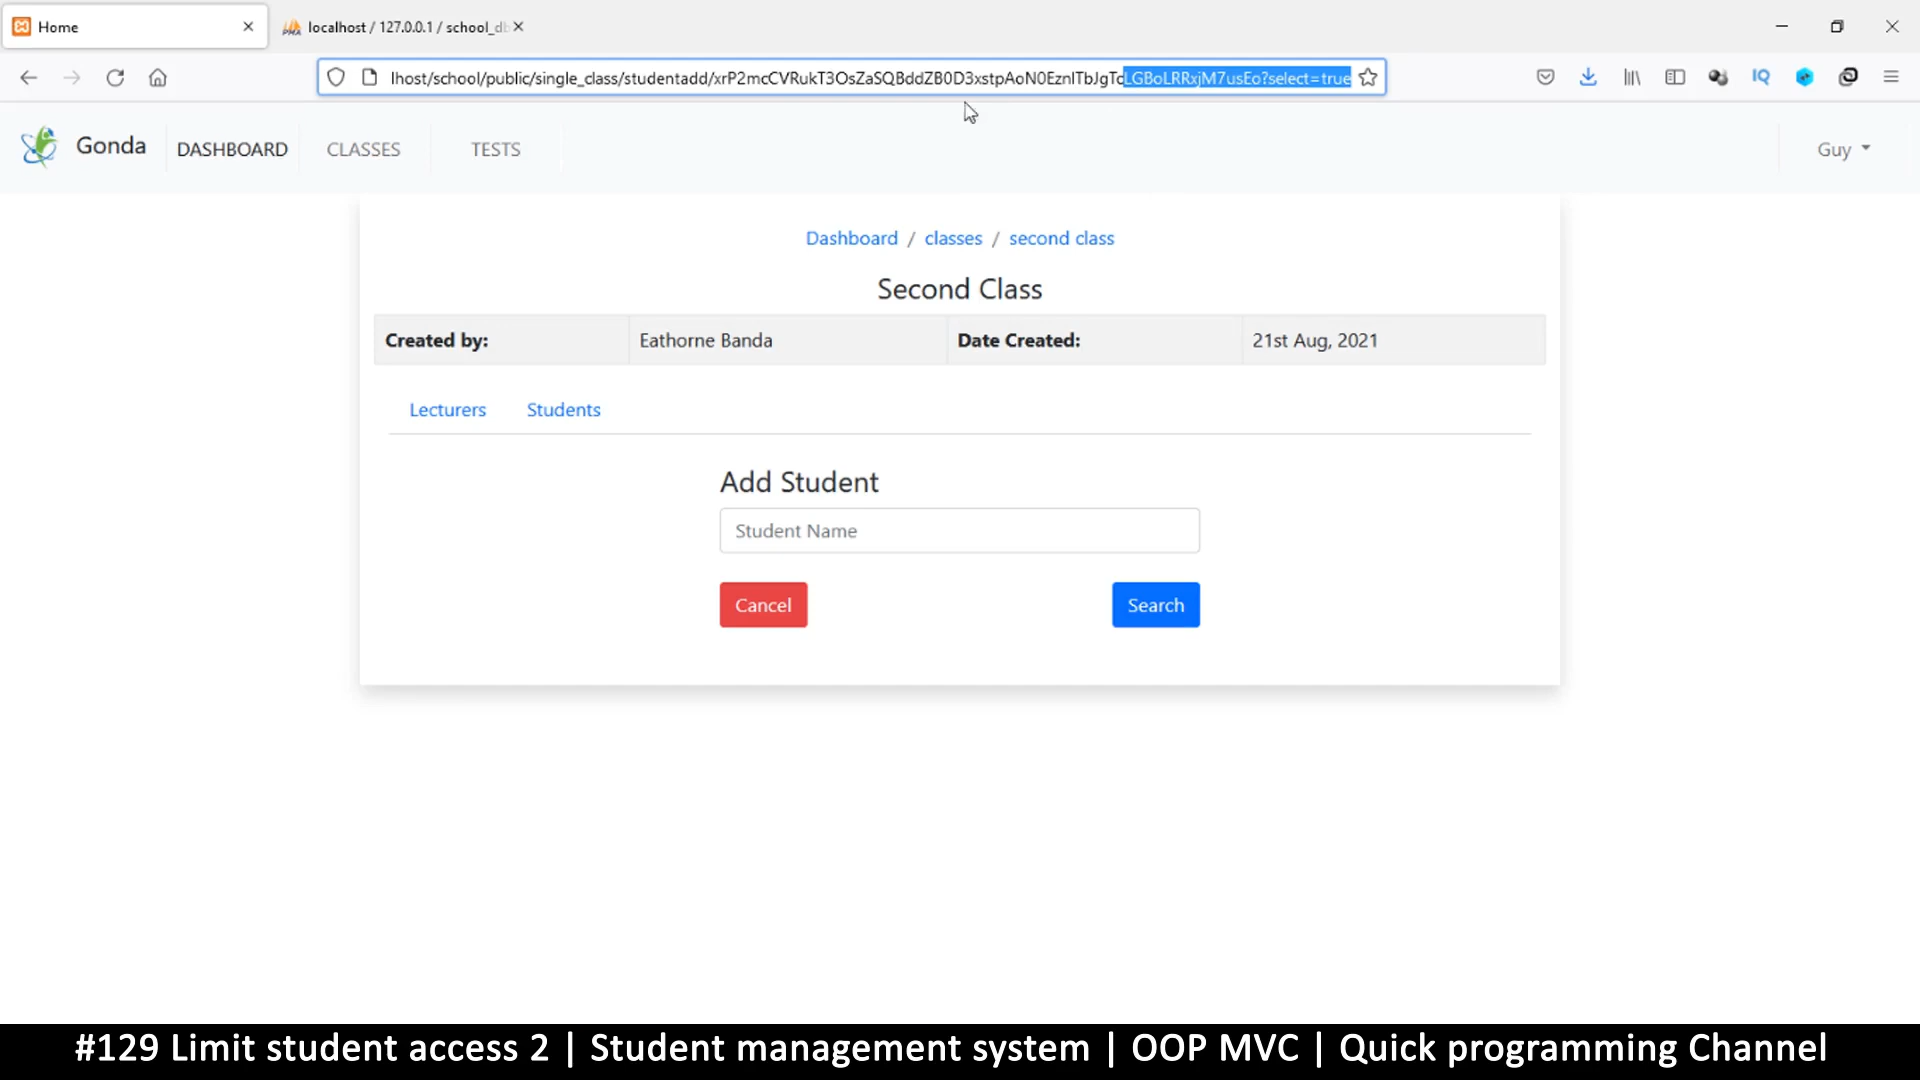 Home
localhost / 127.0.0.1 / school_db
lhost/school/public/single_class/studentadd/xrP2mcCVRukT3OsZaSQBddZB0D3xstpAoN0EznlTbJgTcLGBoLRRxjM7usEo?select=true
IQ
Gonda
DASHBOARD
CLASSES
TESTS
Guy
Dashboard / classes / second class
Second Class
Created by: Eathorne Banda Date Created: 21st Aug, 2021
Lecturers Students
Add Student
Student Name
Cancel Search
#129 Limit student access 2 | Student management system | OOP MVC | Quick programming Channel